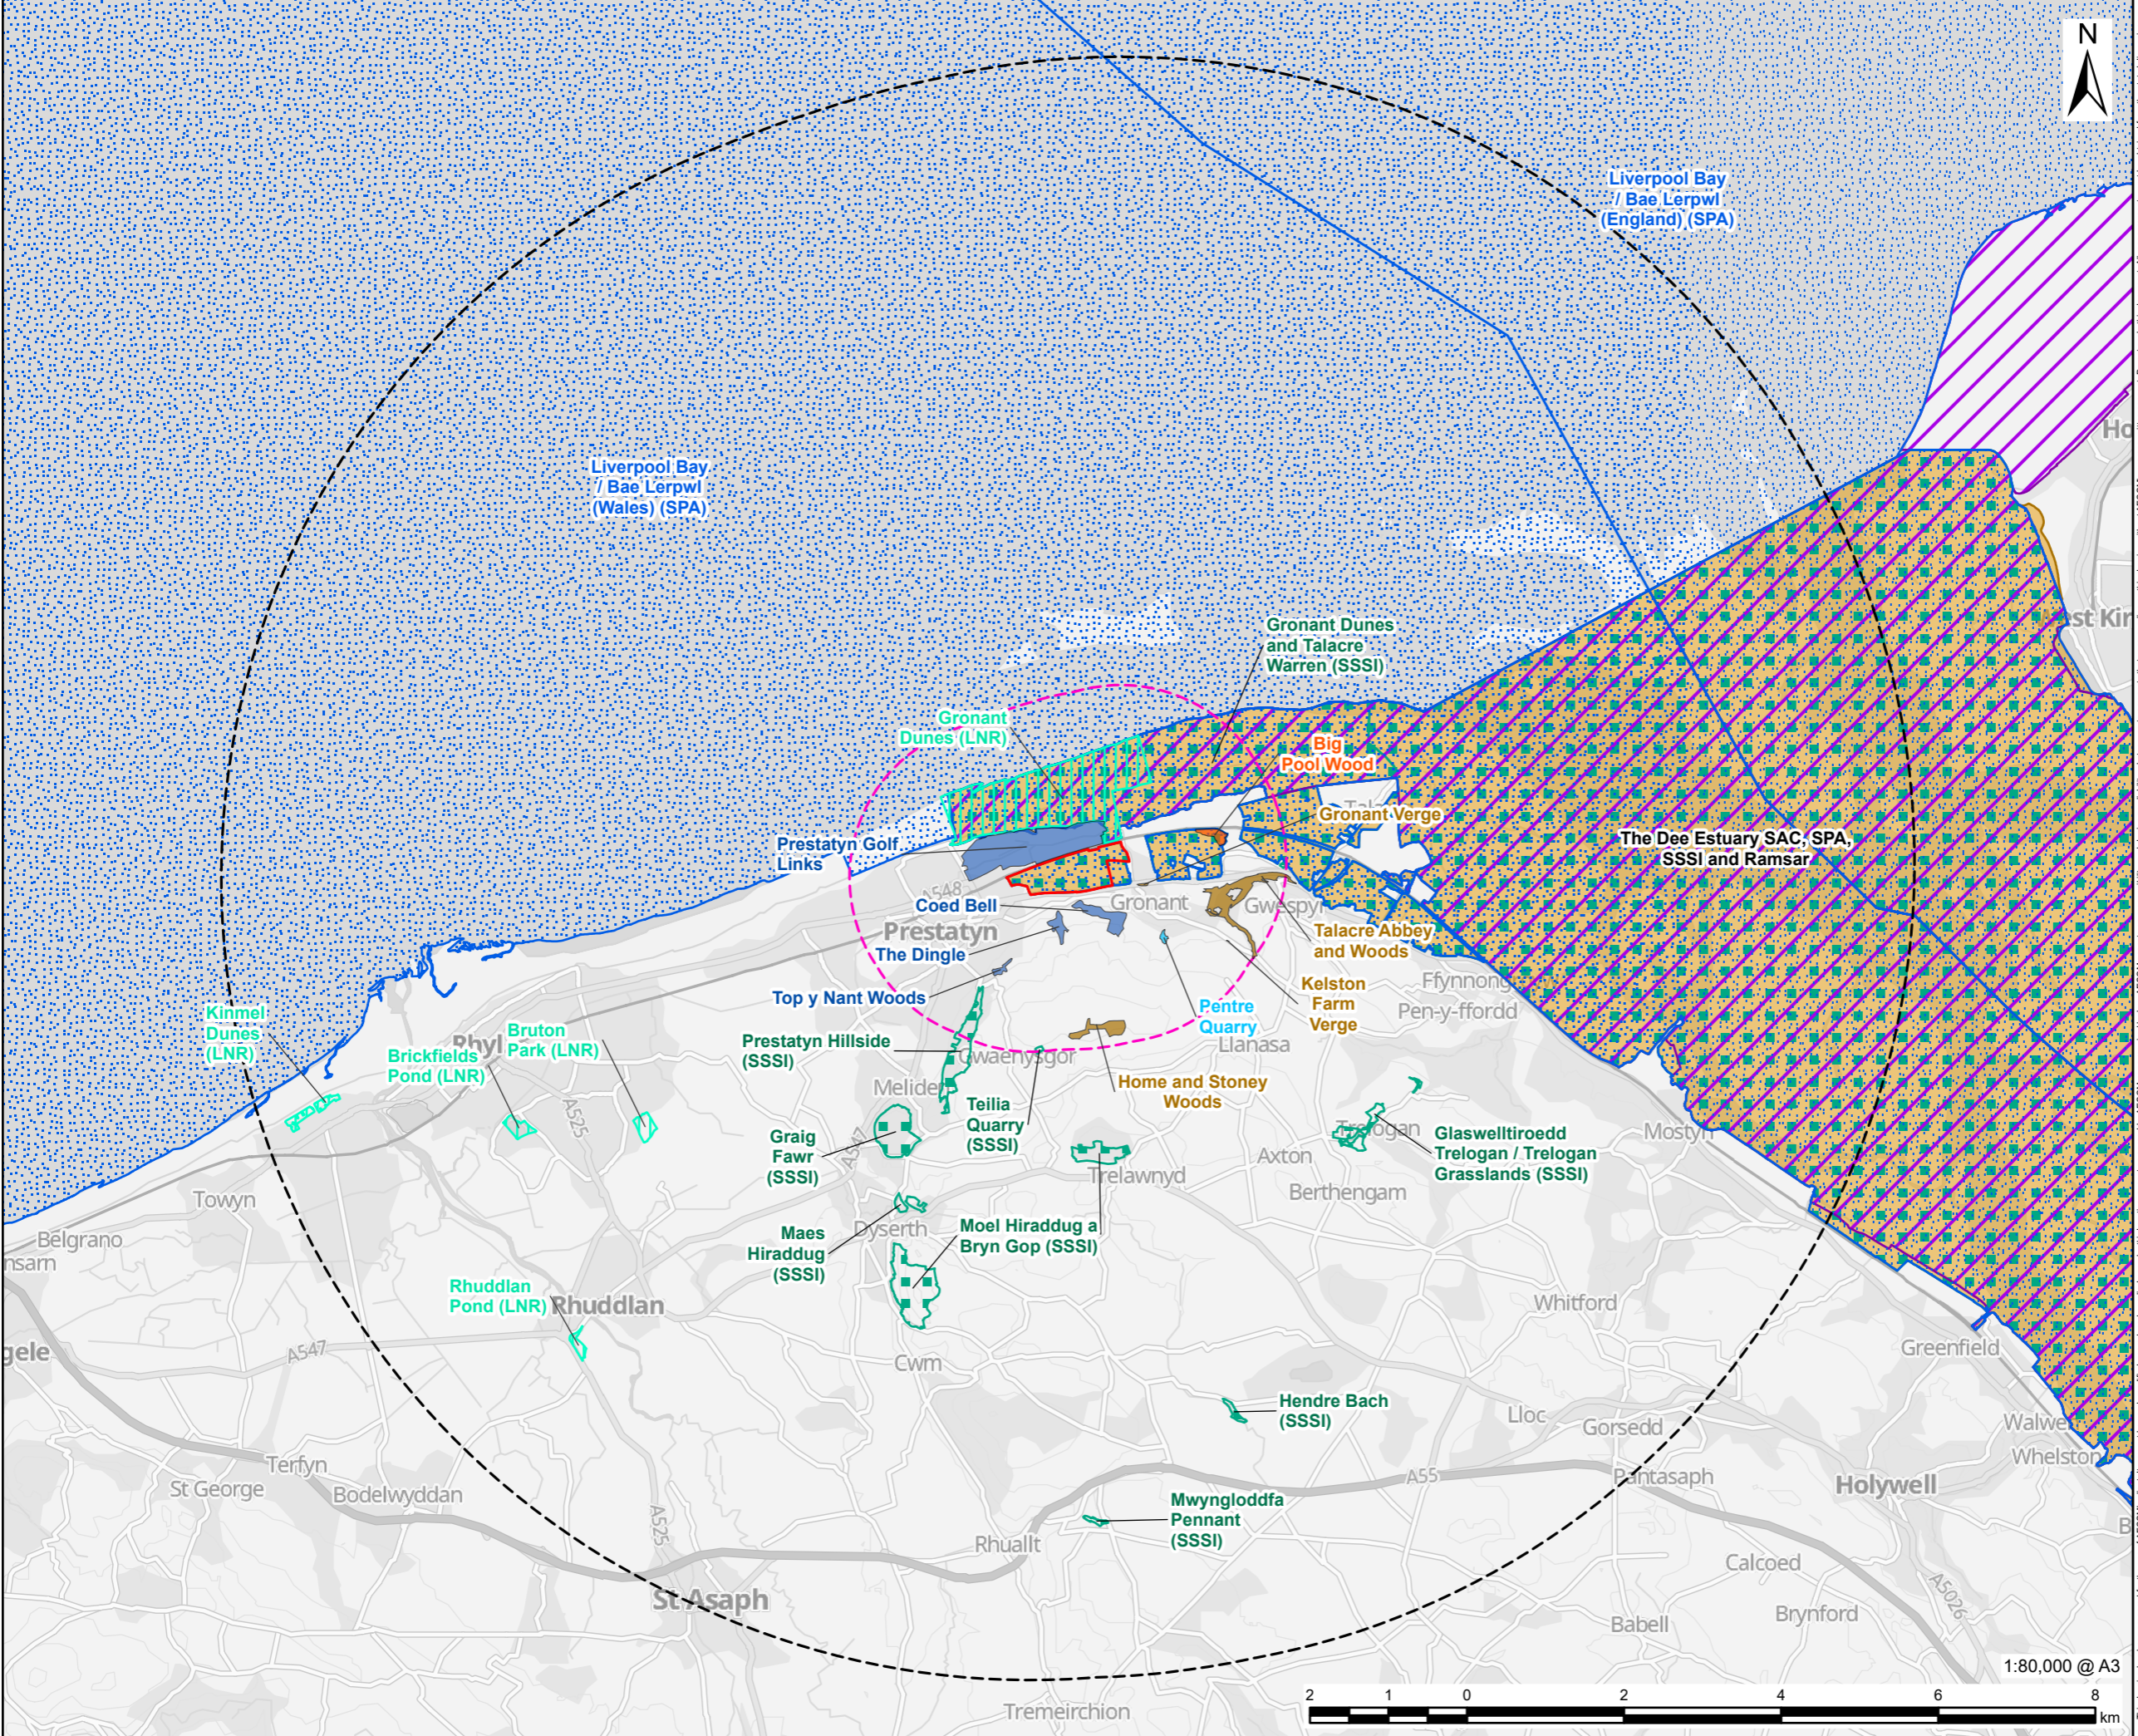 N
Liverpool Bay
/ Bae Lerpwl
(England) (SPA)
Liverpool Bay
/ Bae Lerpwl
(Wales) (SPA)
Gronant Dunes
and Talacre
Warren (SSSI)
Gronant
Dunes (LNR)
Big
Pool Wood
Gronant Verge
Prestatyn Golf
Links
The Dee Estuary SAC, SPA,
SSSI and Ramsar
A548
Coed Bell
Gronant
Prestatyn
The Dingle
Talacre Abbey
and Woods
Top y Nant Woods
Kelston
Farm
Verge
Pen-y-ffordd
Pentre
Quarry
Kinmel
Dunes
(LNR)
Rhyl
Bruton
Park (LNR)
Brickfields
Pond (LNR)
Prestatyn Hillside
(SSSI)
Gwaenysgor
Llanasa
Home and Stoney
Woods
Teilia
Quarry
(SSSI)
A525
A547
Graig
Fawr
(SSSI)
Trelogan
Mostyn
Glaswelltiroedd
Trelogan / Trelogan
Grasslands (SSSI)
Axton
Trelawnyd
Berthengam
Towyn
Belgrano
Dyserth
Maes
Hiraddug
(SSSI)
Moel Hiraddug a
Bryn Gop (SSSI)
Rhuddlan
Pond (LNR)
Rhuddlan
Whitford
Greenfield
A547
Cwm
Hendre Bach
(SSSI)
Lloc
Gorsedd
Terfyn
St George
Bodelwyddan
A55
Pantasaph
Holywell
Mwyngloddfa
Pennant
(SSSI)
A525
Rhuallt
Calcoed
St Asaph
A5026
Brynford
Babell
Tremeirchion
1:80,000 @ A3
2 1 0 2 4 6 8
km